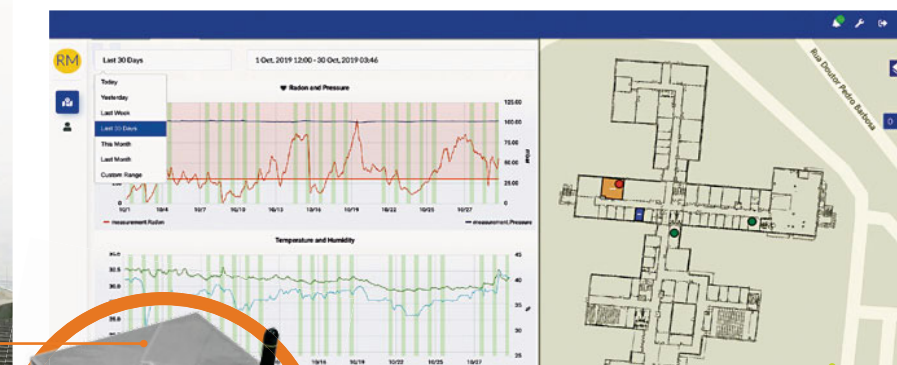 RM
Last 30 Days
1 Oct, 2019 12:00 - 30 Oct, 2019 03:46
Today
Yesterday
Last Week
Last 30 Days
This Month
Last Month
Custom Range
Radon and Pressure
125.00
100.00
75.00
50.00
25.00
0
0
10/1 10/4 10/7 10/10 10/13 10/16 10/19 10/22 10/25 10/27
measurement.Radon
measurement.Pressure
Temperature and Humidity
45
40
35
%
30
25
10/16 10/19 10/22 10/25 10/27
Rua Doutor Pedro Barbosa